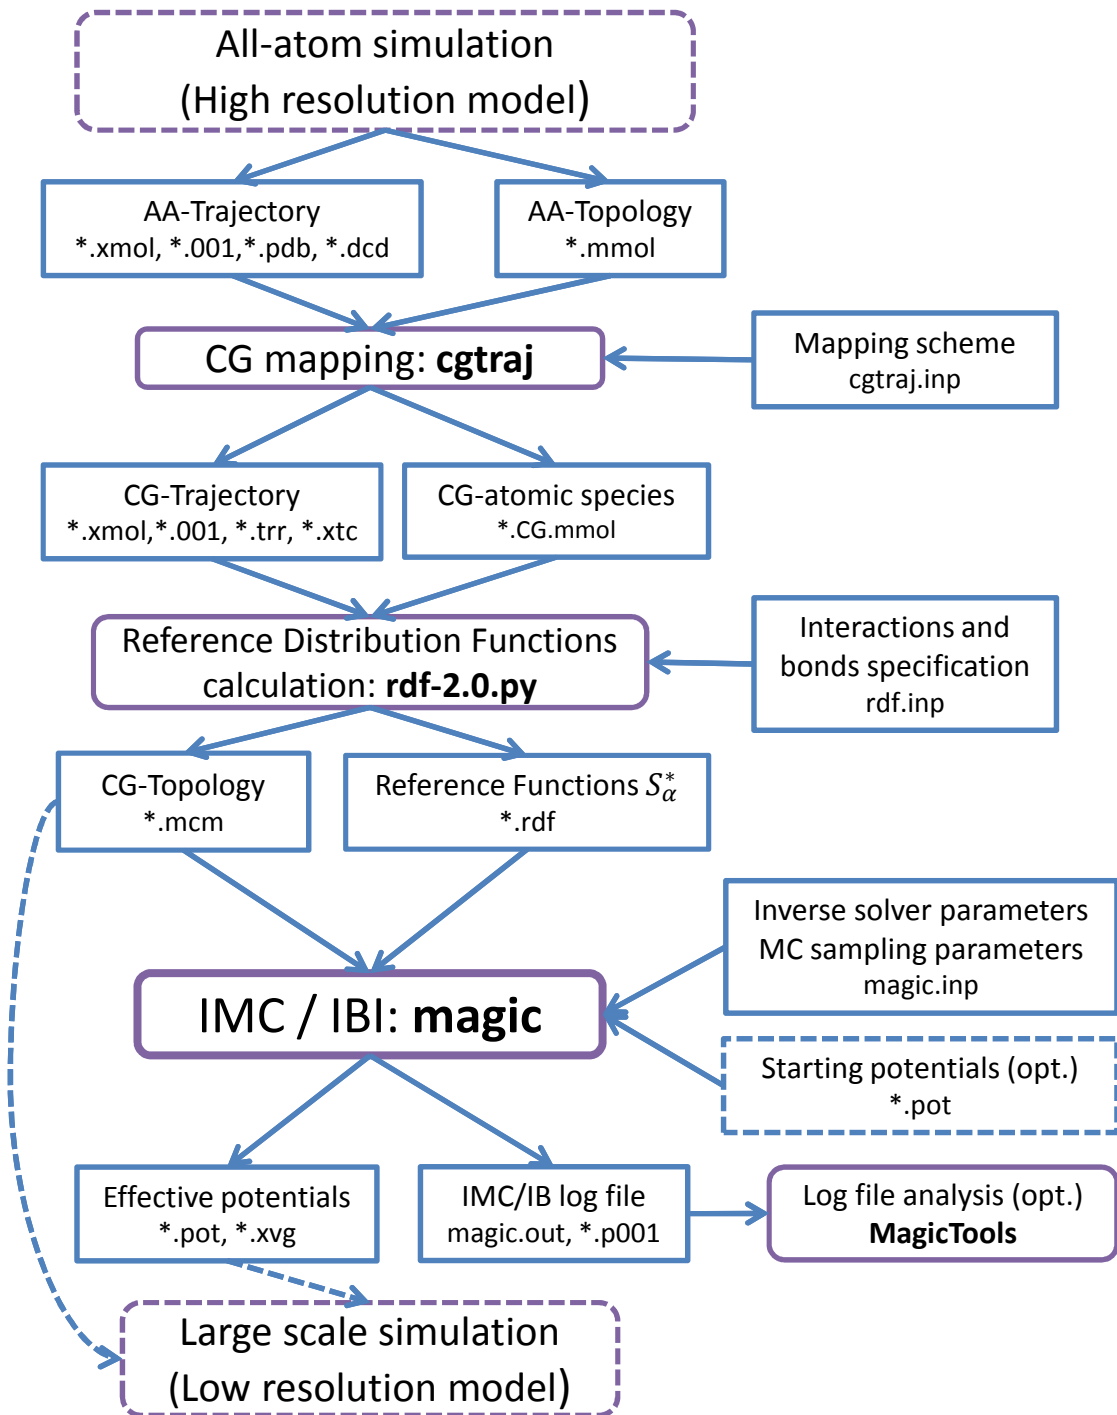 All-atom simulation
(High resolution model)
AA-Trajectory
*.xmol, *.001,*.pdb, *.dcd
AA-Topology
*.mmol
CG mapping: cgtraj
Mapping scheme
cgtraj.inp
CG-Trajectory
*.xmol,*.001, *.trr, *.xtc
CG-atomic species
*.CG.mmol
Reference Distribution Functions
calculation: rdf-2.0.py
Interactions and
bonds specification
rdf.inp
CG-Topology
*.mcm
Reference Functions $S_{\alpha}^{*}$
*.rdf
Inverse solver parameters
MC sampling parameters
magic.inp
IMC / IBI: magic
Starting potentials (opt.)
*.pot
Effective potentials
*.pot, *.xvg
IMC/IB log file
magic.out, *.p001
Log file analysis (opt.)
MagicTools
Large scale simulation
(Low resolution model)